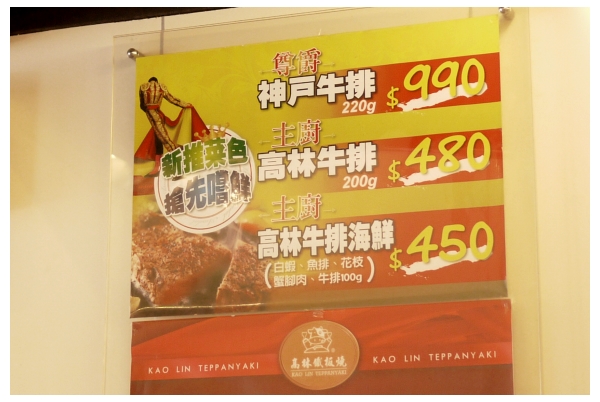 尊爵
神戶牛排
220g
$990
主廚
高林牛排
200g
$480
新推菜色
搶先嚐鮮
主廚
高林牛排海鮮
$450
(白蝦、魚排、花枝
蟹腳肉、牛排100g)
高林鐵板燒
KAO LIN TEPPANYAKI
KAO LIN TEPPANYAKI
KAO LIN TEPPANYAKI